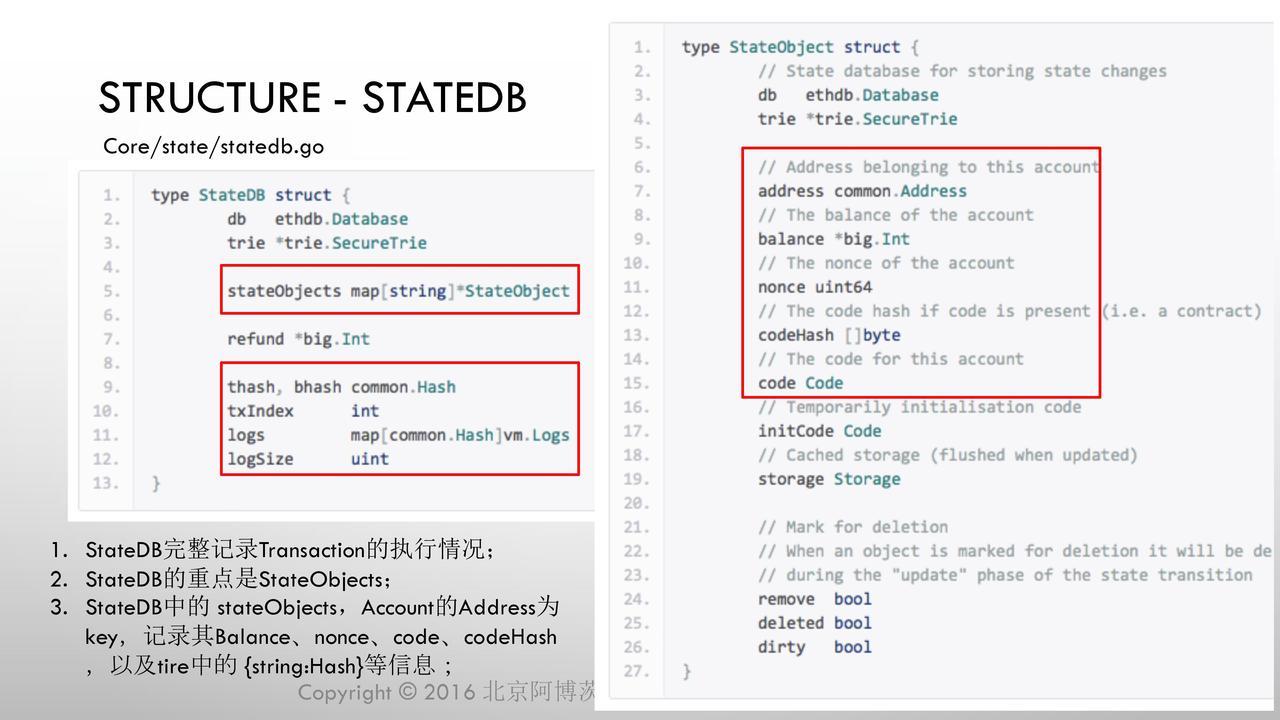 STRUCTURE - STATEDB
Core/state/statedb.go
1. type StateDB struct {
2. db ethdb.Database
3. trie *trie.SecureTrie
4.
5. stateObjects map[string]*StateObject
6.
7. refund *big.Int
8.
9. thash, bhash common.Hash
10. txIndex int
11. logs map[common.Hash]vm.Logs
12. logSize uint
13. }
1. StateDB完整记录Transaction的执行情况；
2. StateDB的重点是StateObjects；
3. StateDB中的 stateObjects，Account的Address为
key，记录其Balance、nonce、code、codeHash
，以及tire中的 {string:Hash}等信息；
Copyright © 2016 北京阿博茨
1. type StateObject struct {
2. // State database for storing state changes
3. db ethdb.Database
4. trie *trie.SecureTrie
5.
6. // Address belonging to this account
7. address common.Address
8. // The balance of the account
9. balance *big.Int
10. // The nonce of the account
11. nonce uint64
12. // The code hash if code is present (i.e. a contract)
13. codeHash []byte
14. // The code for this account
15. code Code
16. // Temporarily initialisation code
17. initCode Code
18. // Cached storage (flushed when updated)
19. storage Storage
20.
21. // Mark for deletion
22. // When an object is marked for deletion it will be de
23. // during the "update" phase of the state transition
24. remove bool
25. deleted bool
26. dirty bool
27. }